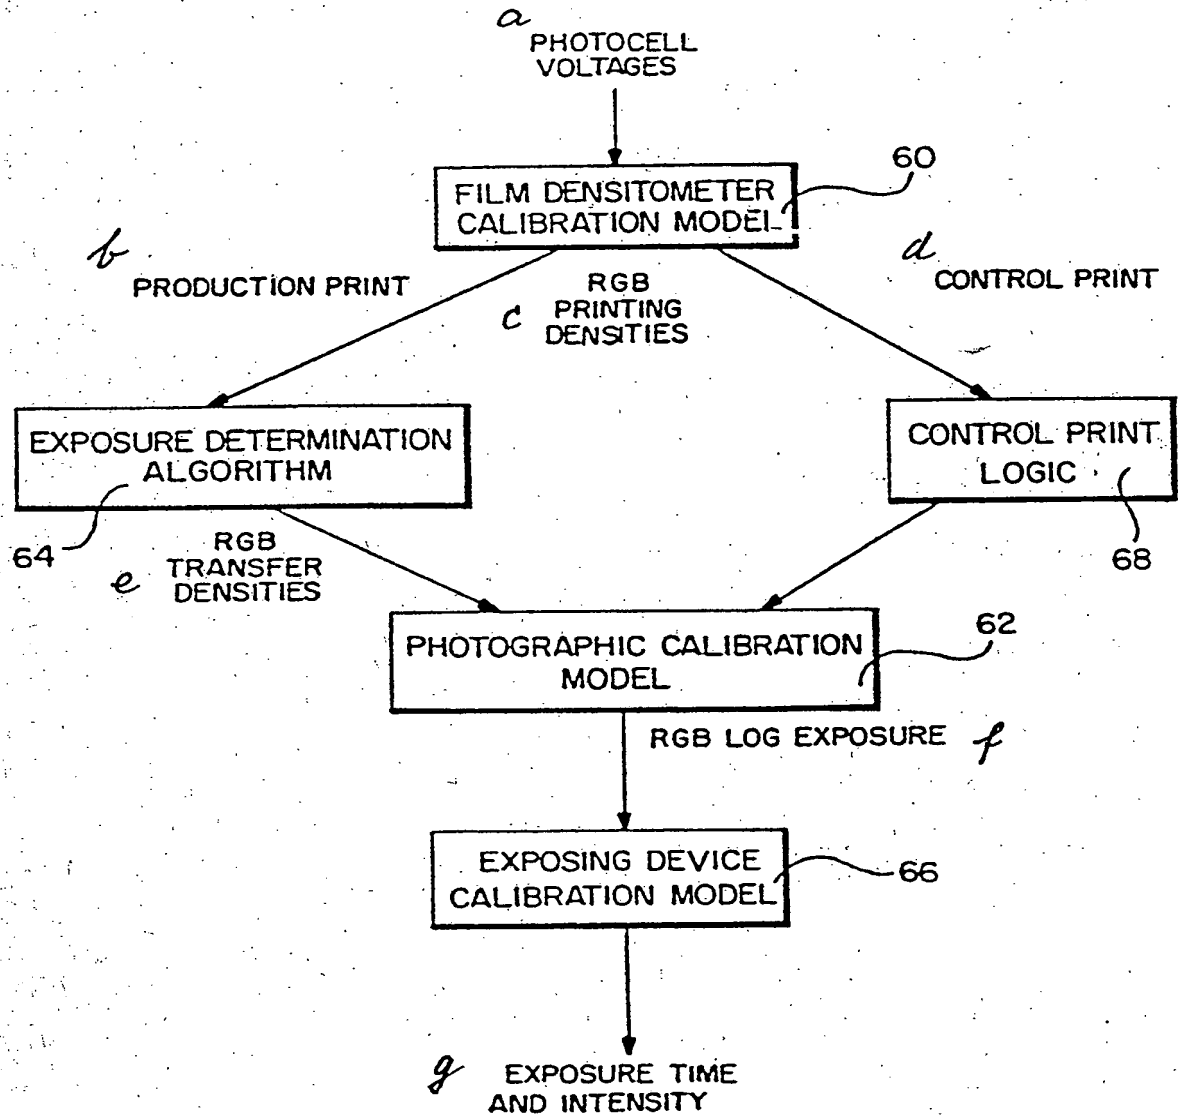 a
PHOTOCELL
VOLTAGES
60
FILM DENSITOMETER
CALIBRATION MODEL
b
PRODUCTION PRINT
c
RGB
PRINTING
DENSITIES
d
CONTROL PRINT
EXPOSURE DETERMINATION
ALGORITHM
64
CONTROL PRINT
LOGIC
68
e
RGB
TRANSFER
DENSITIES
PHOTOGRAPHIC CALIBRATION
MODEL
62
RGB LOG EXPOSURE f
EXPOSING DEVICE
CALIBRATION MODEL
66
g
EXPOSURE TIME
AND INTENSITY